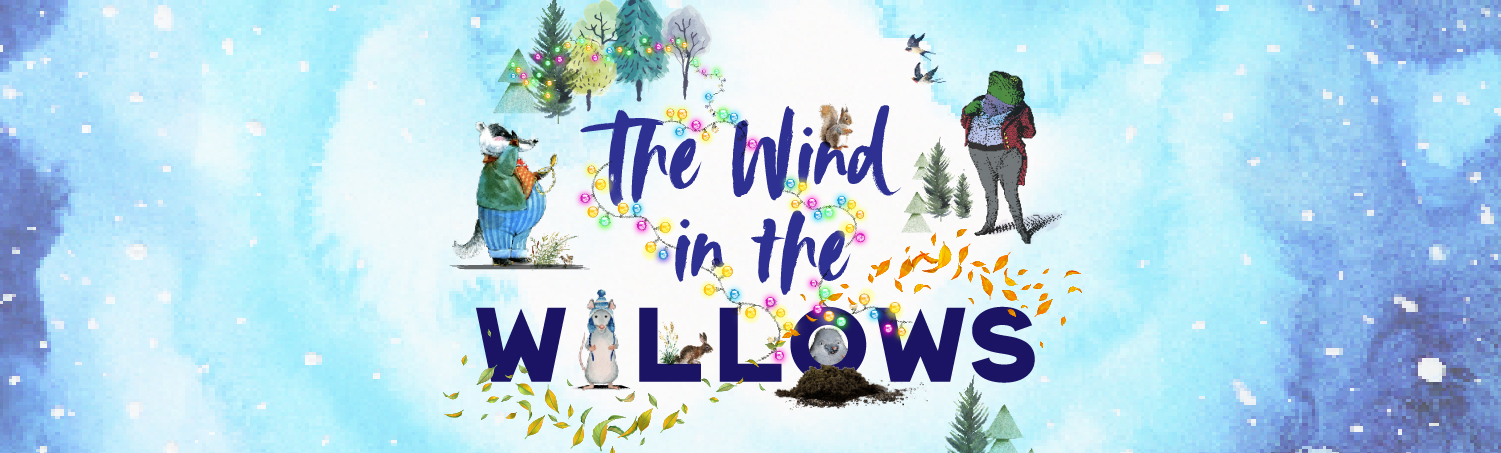 The Wind
in the
WILLOWS